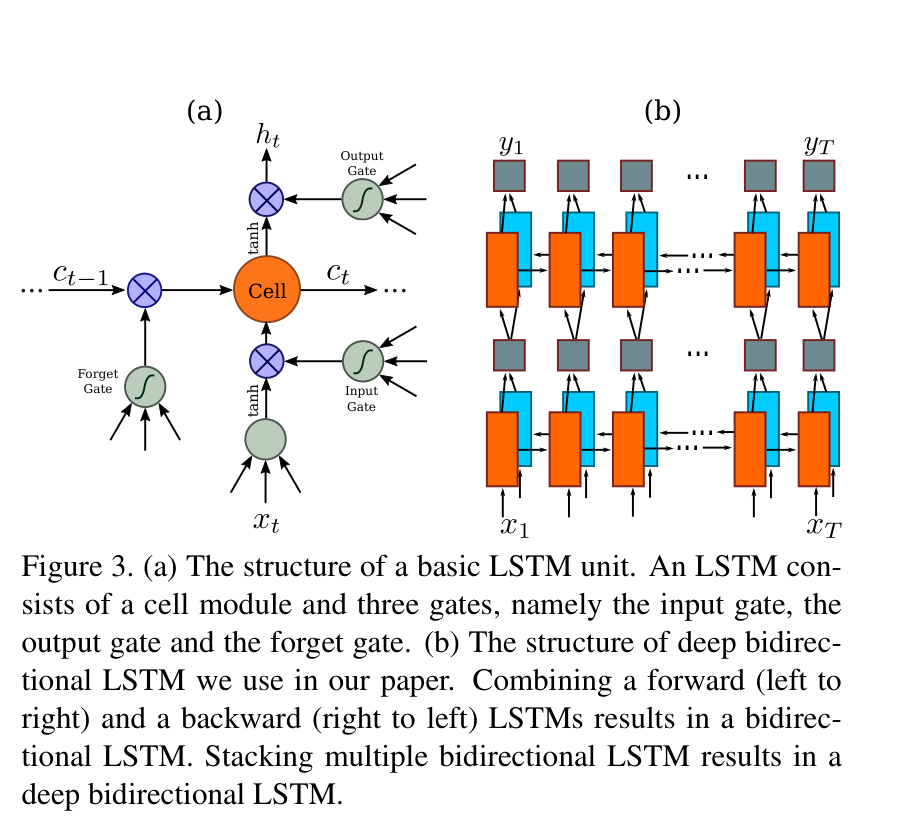 (a)
(b)
h_t
Output
Gate
y_1
...
y_T
tanh
... c_{t-1}
Cell
c_t ...
...
...
Forget
Gate
Input
Gate
...
tanh
...
...
x_t
x_1
x_T
Figure 3. (a) The structure of a basic LSTM unit. An LSTM con-
sists of a cell module and three gates, namely the input gate, the
output gate and the forget gate. (b) The structure of deep bidirec-
tional LSTM we use in our paper. Combining a forward (left to
right) and a backward (right to left) LSTMs results in a bidirec-
tional LSTM. Stacking multiple bidirectional LSTM results in a
deep bidirectional LSTM.